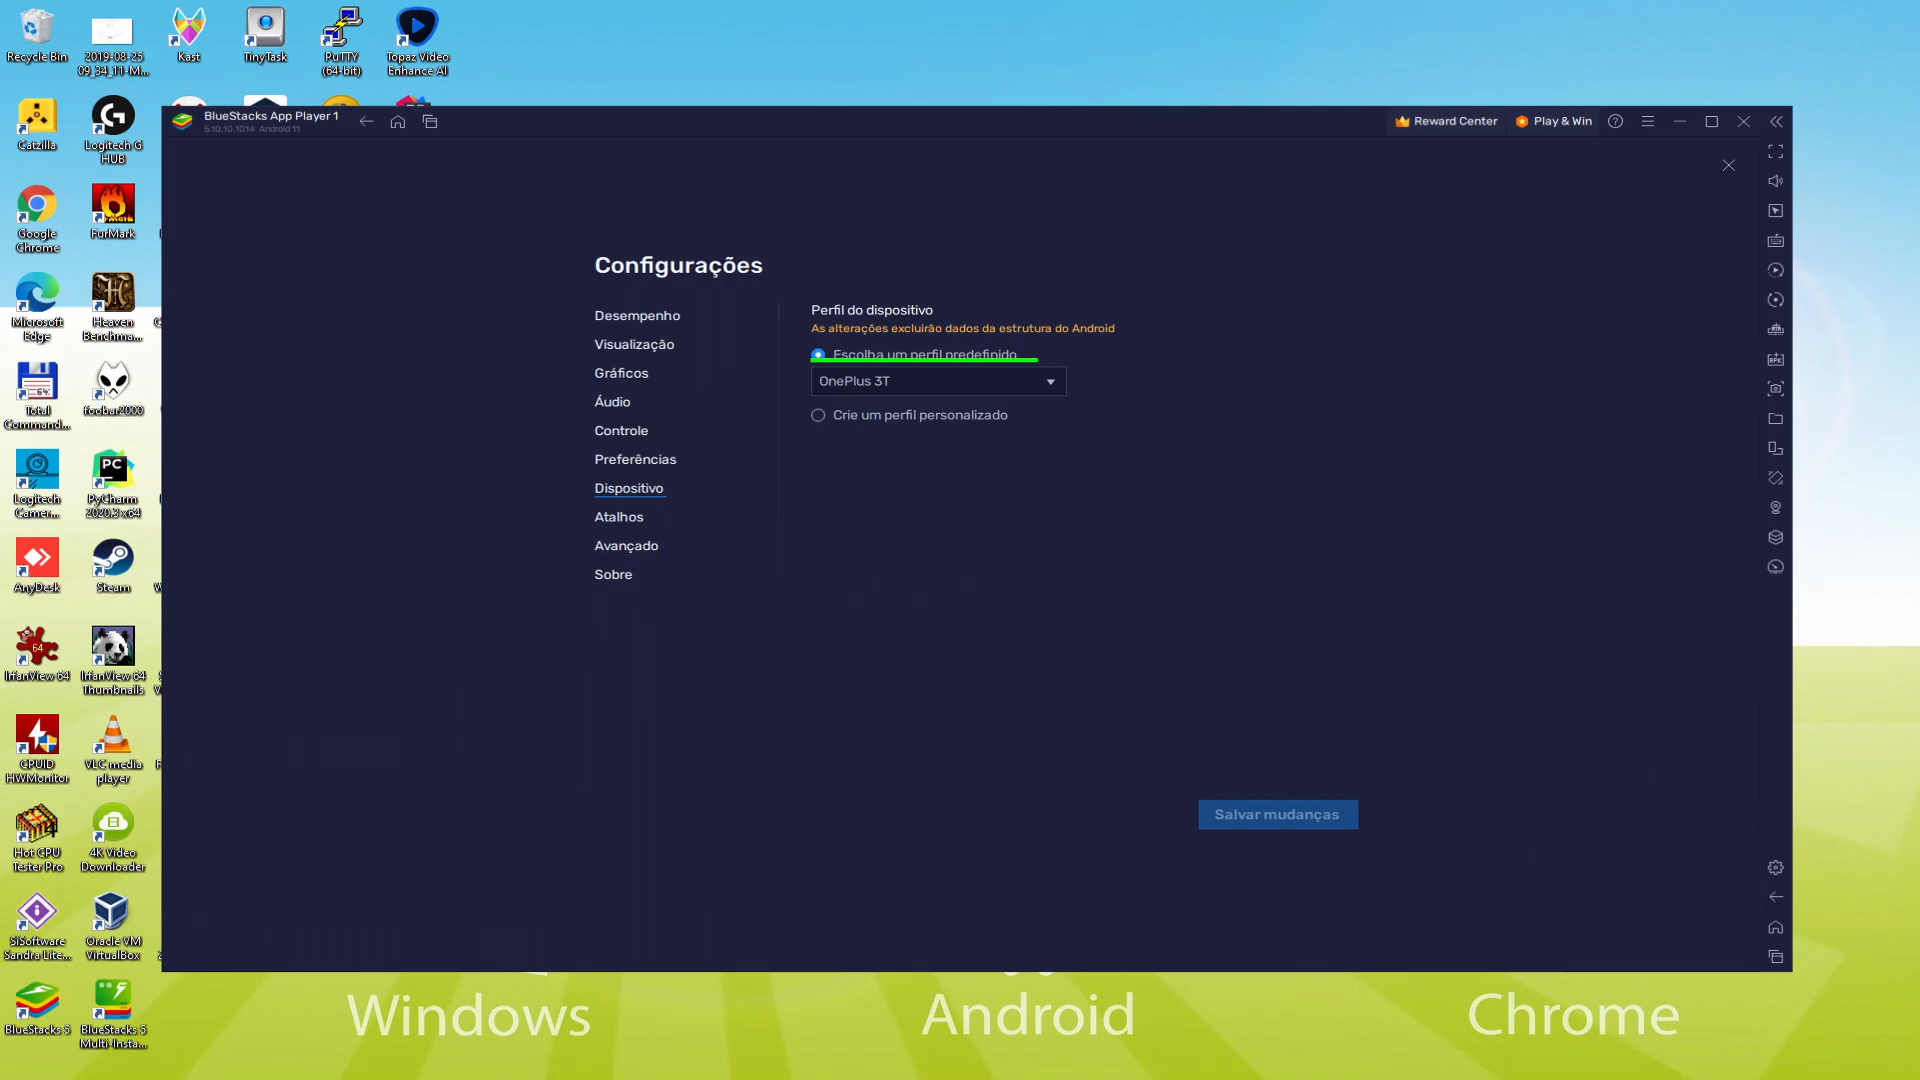 Recycle Bin
2019-08-25
09_34_11-M...
Kast
TinyTask
PuTTY
(64-bit)
Topaz Video
Enhance AI
Catzilla
Logitech G
HUB
Google
Chrome
FurMark
Microsoft
Edge
Heaven
Benchma...
Total
Command...
foobar2000
Logitech
Camer...
PyCharm
2020.3 x64
AnyDesk
Steam
IrfanView 64
IrfanView 64
Thumbnails
CPUID
HWMonitor
VLC media
player
Hot CPU
Tester Pro
4K Video
Downloader
SiSoftware
Sandra Lite...
Oracle VM
VirtualBox
BlueStacks 5
BlueStacks 5
Multi-Insta...
BlueStacks App Player 1
5.10.10.1014 Android 11
Reward Center
Play & Win
Configurações
Desempenho
Visualização
Gráficos
Áudio
Controle
Preferências
Dispositivo
Atalhos
Avançado
Sobre
Perfil do dispositivo
As alterações excluirão dados da estrutura do Android
Escolha um perfil predefinido
OnePlus 3T
Crie um perfil personalizado
Salvar mudanças
Windows
Android
Chrome